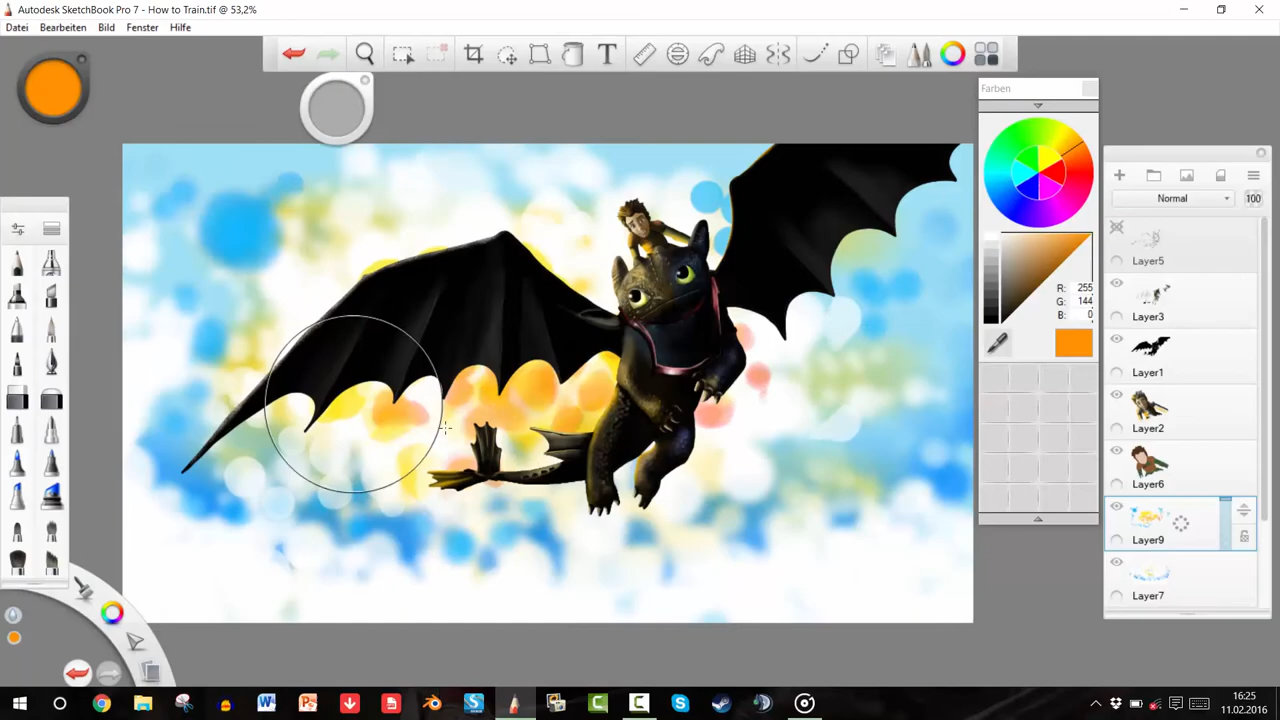 Autodesk SketchBook Pro 7 - How to Train.tif @ 53,2%
Datei Bearbeiten Bild Fenster Hilfe
T
Farben
Normal 100
Layer5
R: 255
G: 144
B: 0
Layer3
Layer1
Layer2
Layer6
Layer9
Layer7
16:25
11.02.2016